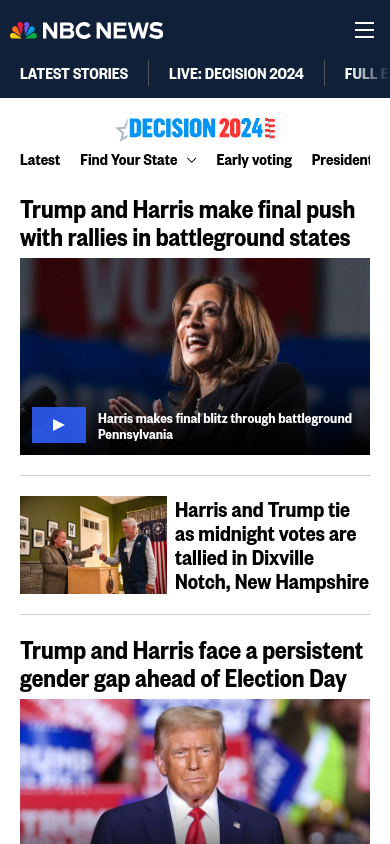 NBC NEWS
LATEST STORIES
LIVE: DECISION 2024
FULL
DECISION 2024
Latest
Find Your State
Early voting
President
Trump and Harris make final push
with rallies in battleground states
VOTE
Harris makes final blitz through battleground
Pennsylvania
Harris and Trump tie
as midnight votes are
tallied in Dixville
Notch, New Hampshire
Trump and Harris face a persistent
gender gap ahead of Election Day
TRUMP